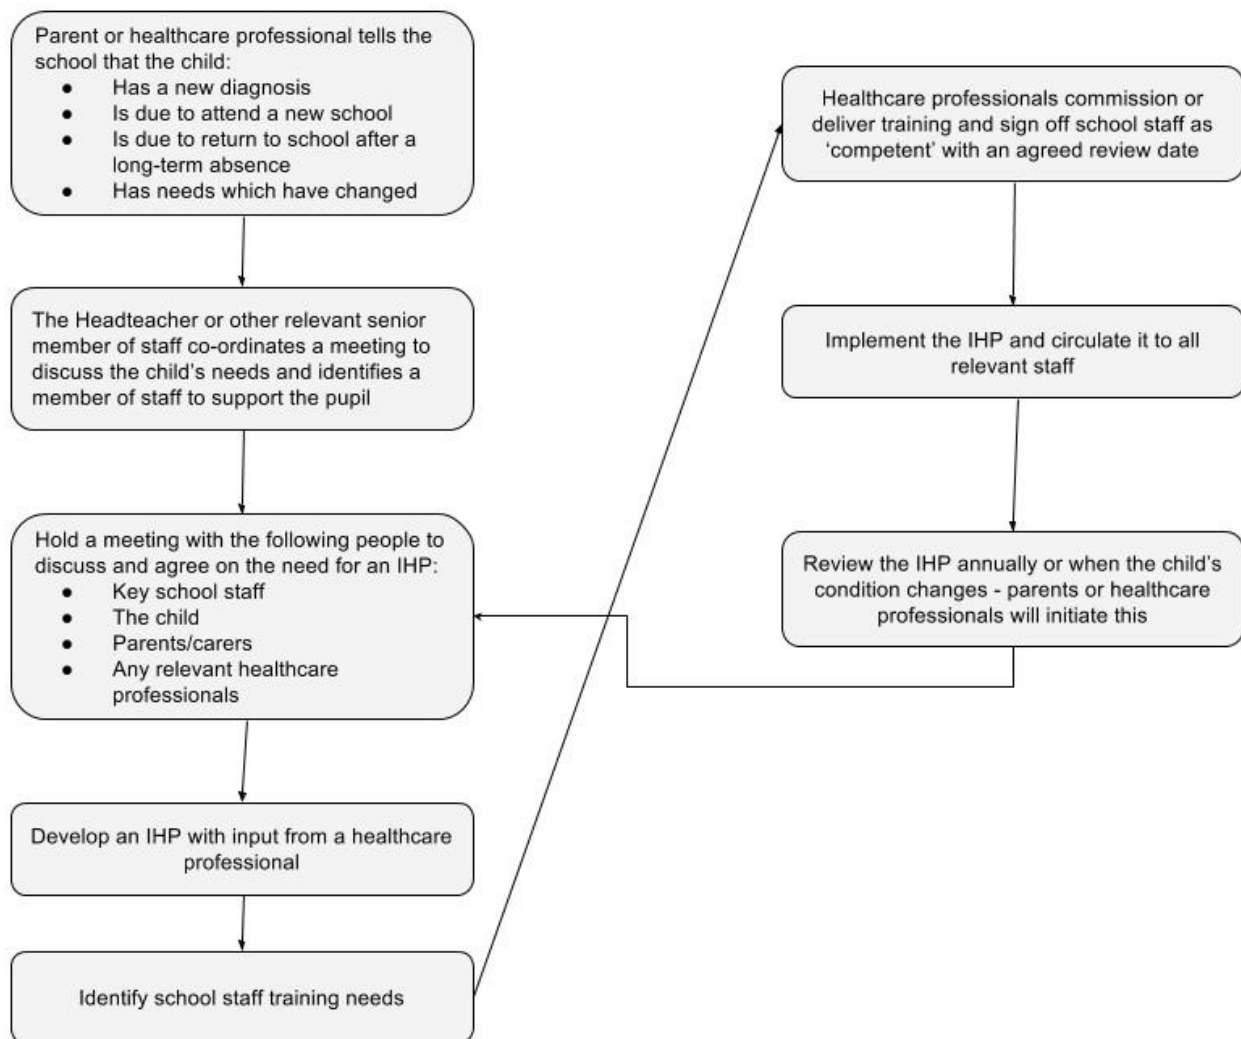 Parent or healthcare professional tells the
school that the child:
● Has a new diagnosis
● Is due to attend a new school
● Is due to return to school after a
long-term absence
● Has needs which have changed
The Headteacher or other relevant senior
member of staff co-ordinates a meeting to
discuss the child's needs and identifies a
member of staff to support the pupil
Hold a meeting with the following people to
discuss and agree on the need for an IHP:
● Key school staff
● The child
● Parents/carers
● Any relevant healthcare
professionals
Develop an IHP with input from a healthcare
professional
Identify school staff training needs
Healthcare professionals commission or
deliver training and sign off school staff as
‘competent’ with an agreed review date
Implement the IHP and circulate it to all
relevant staff
Review the IHP annually or when the child’s
condition changes - parents or healthcare
professionals will initiate this